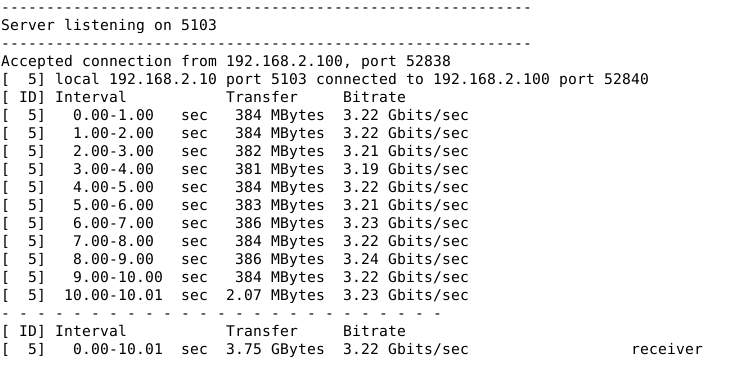 -----------------------------------------------------------
Server listening on 5103
-----------------------------------------------------------
Accepted connection from 192.168.2.100, port 52838
[  5] local 192.168.2.10 port 5103 connected to 192.168.2.100 port 52840
[ ID] Interval           Transfer     Bitrate
[  5]   0.00-1.00   sec   384 MBytes  3.22 Gbits/sec
[  5]   1.00-2.00   sec   384 MBytes  3.22 Gbits/sec
[  5]   2.00-3.00   sec   382 MBytes  3.21 Gbits/sec
[  5]   3.00-4.00   sec   381 MBytes  3.19 Gbits/sec
[  5]   4.00-5.00   sec   384 MBytes  3.22 Gbits/sec
[  5]   5.00-6.00   sec   383 MBytes  3.21 Gbits/sec
[  5]   6.00-7.00   sec   386 MBytes  3.23 Gbits/sec
[  5]   7.00-8.00   sec   384 MBytes  3.22 Gbits/sec
[  5]   8.00-9.00   sec   386 MBytes  3.24 Gbits/sec
[  5]   9.00-10.00  sec   384 MBytes  3.22 Gbits/sec
[  5]  10.00-10.01  sec  2.07 MBytes  3.23 Gbits/sec
- - - - - - - - - - - - - - - - - - - - - - - - -
[ ID] Interval           Transfer     Bitrate
[  5]   0.00-10.01  sec  3.75 GBytes  3.22 Gbits/sec                  receiver